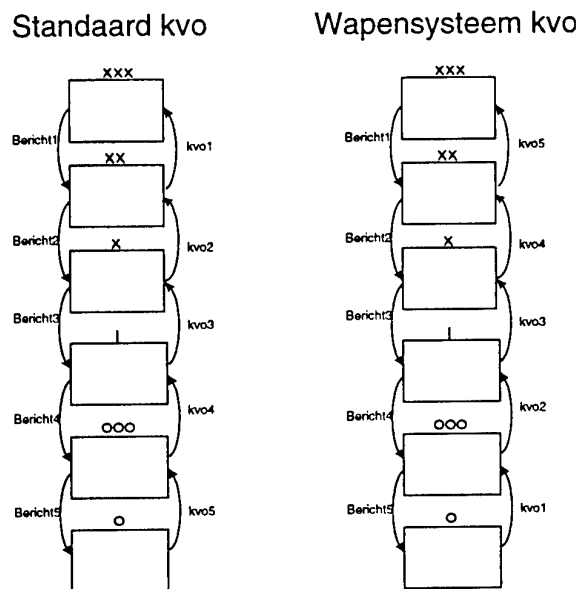 Standaard kvo
xxx
Bericht1
kvo1
xx
Bericht2
kvo2
x
Bericht3
kvo3
I
Bericht4
kvo4
ooo
Bericht5
kvo5
o
Wapensysteem kvo
xxx
Bericht1
kvo5
xx
Bericht2
kvo4
x
Bericht3
kvo3
I
Bericht4
kvo2
ooo
Bericht5
kvo1
o